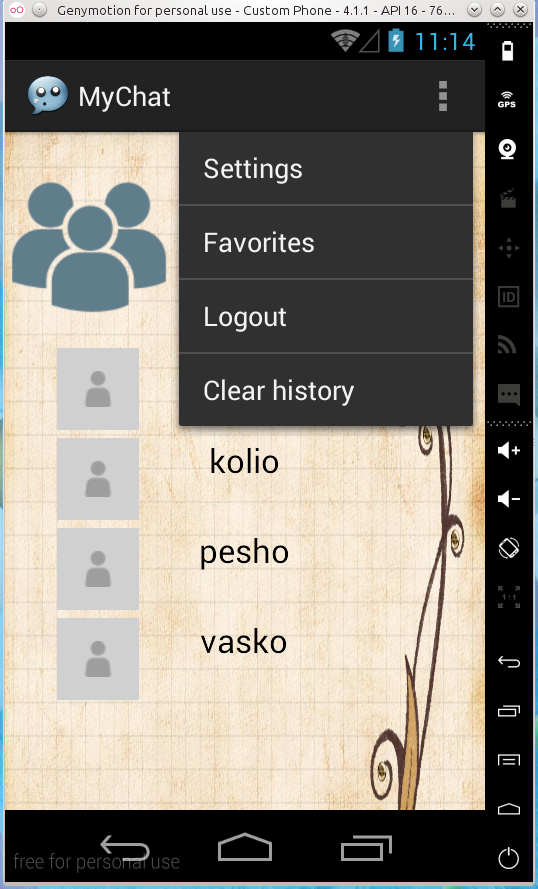 Genymotion for personal use - Custom Phone - 4.1.1 - API 16 - 76...
11:14
MyChat
GPS
Settings
Favorites
ID
Logout
Clear history
kolio
pesho
1:1
vasko
free for personal use